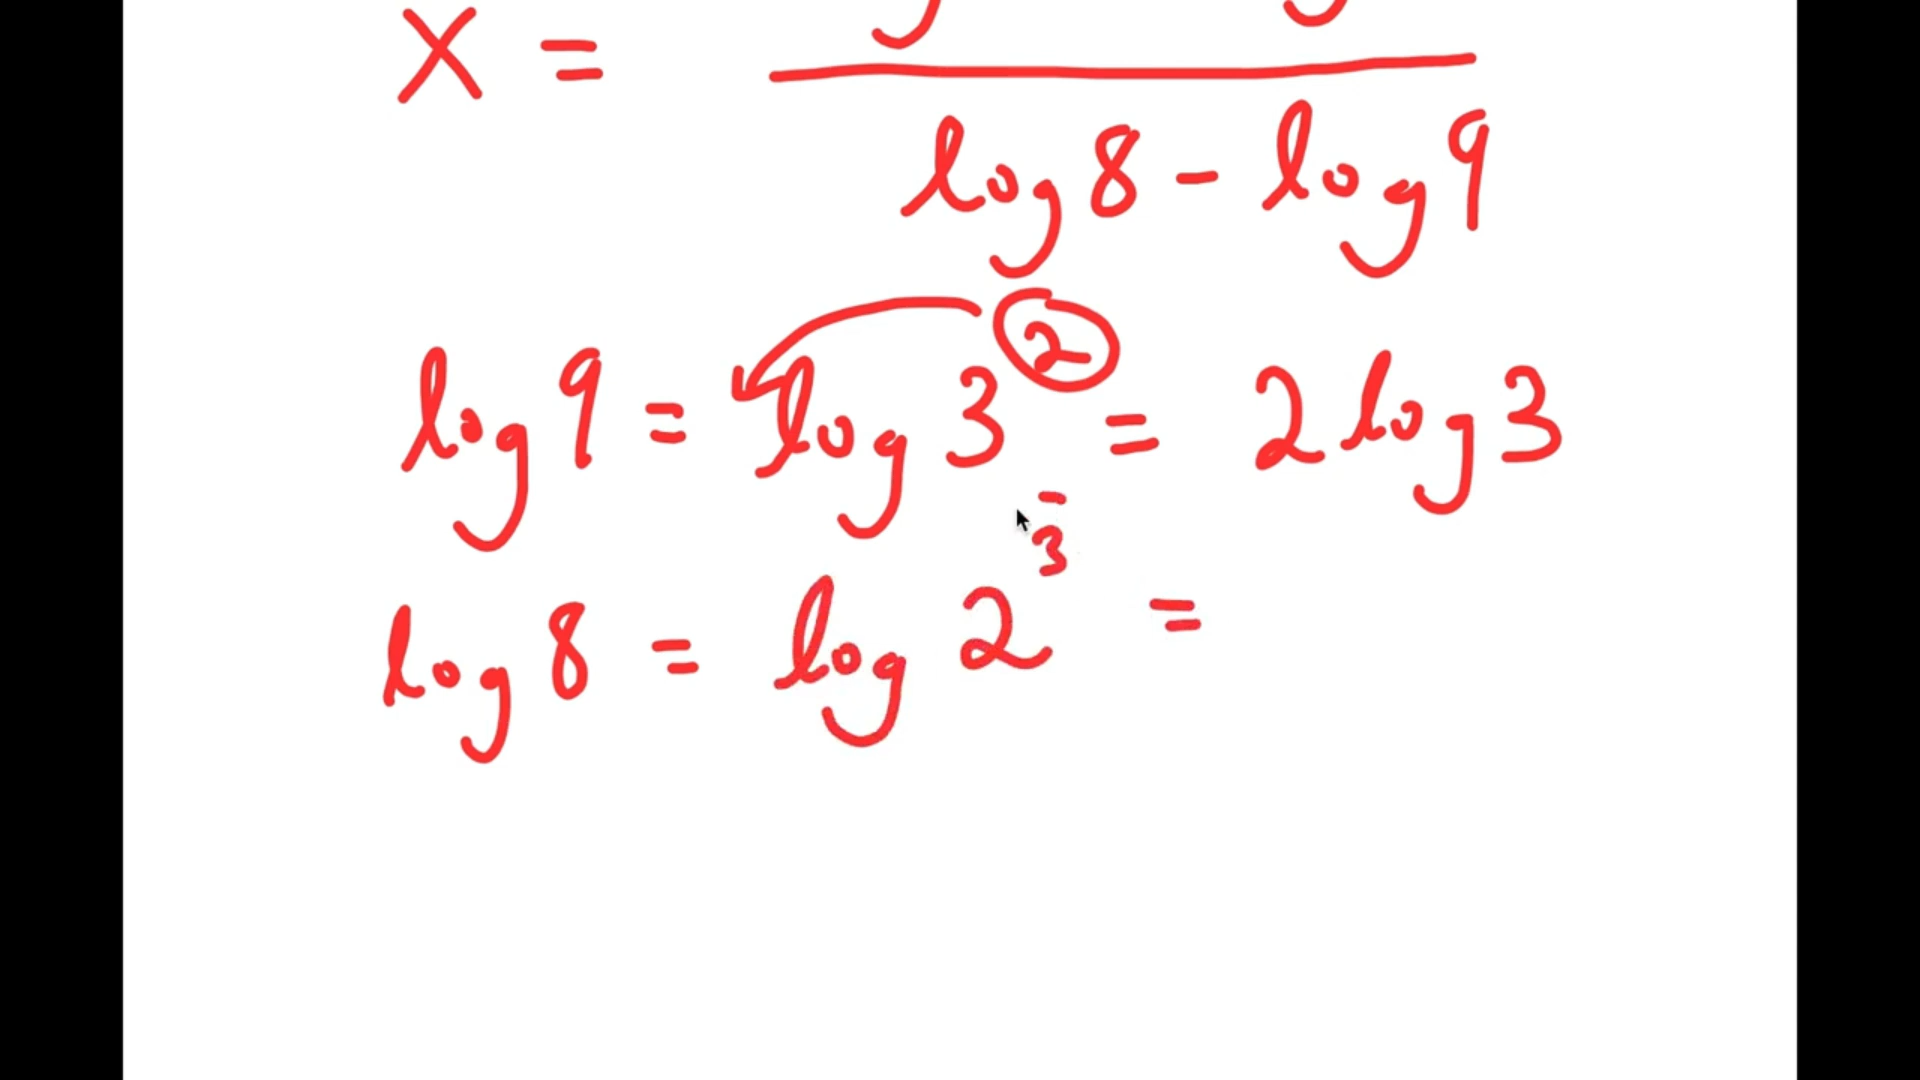 x =
log 8 - log 9
log 9 = log 3² = 2 log 3
log 8 = log 2³ =